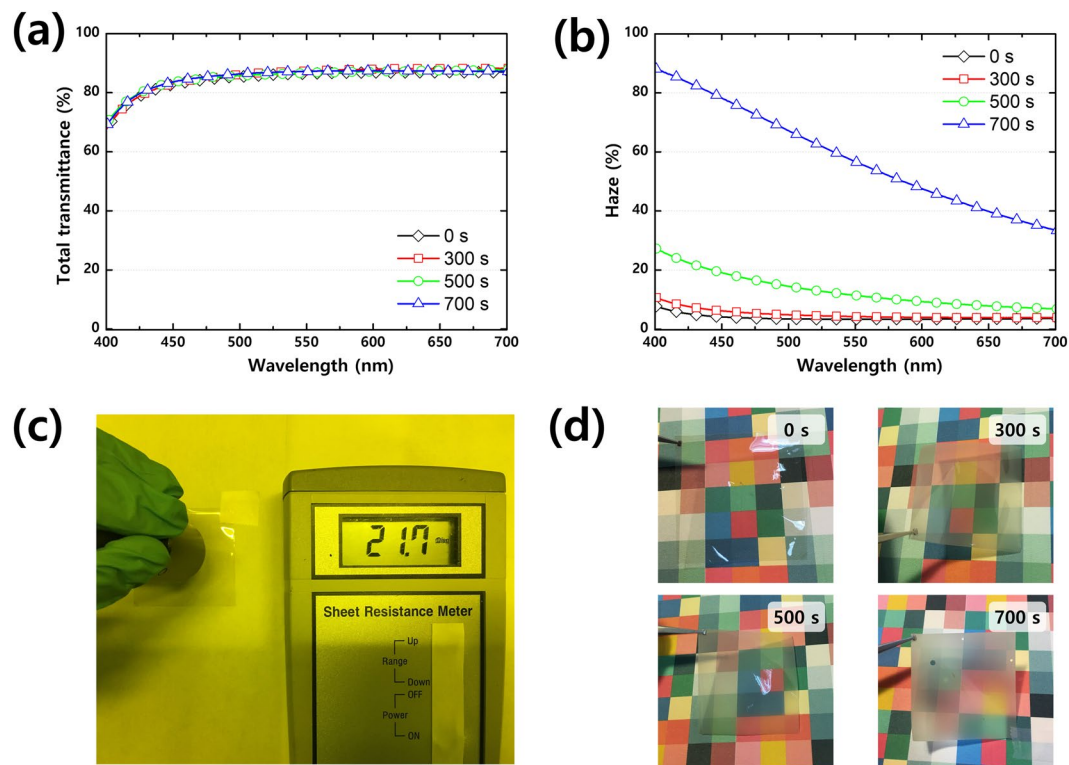 (a)
100
80
60
40
20
0
Total transmittance (%)
0 s
300 s
500 s
700 s
400 450 500 550 600 650 700
Wavelength (nm)
(b)
100
80
60
40
20
0
Haze (%)
0 s
300 s
500 s
700 s
400 450 500 550 600 650 700
Wavelength (nm)
(c)
21.7
Sheet Resistance Meter
Up
Range
Down
OFF
Power
ON
(d)
0 s
300 s
500 s
700 s